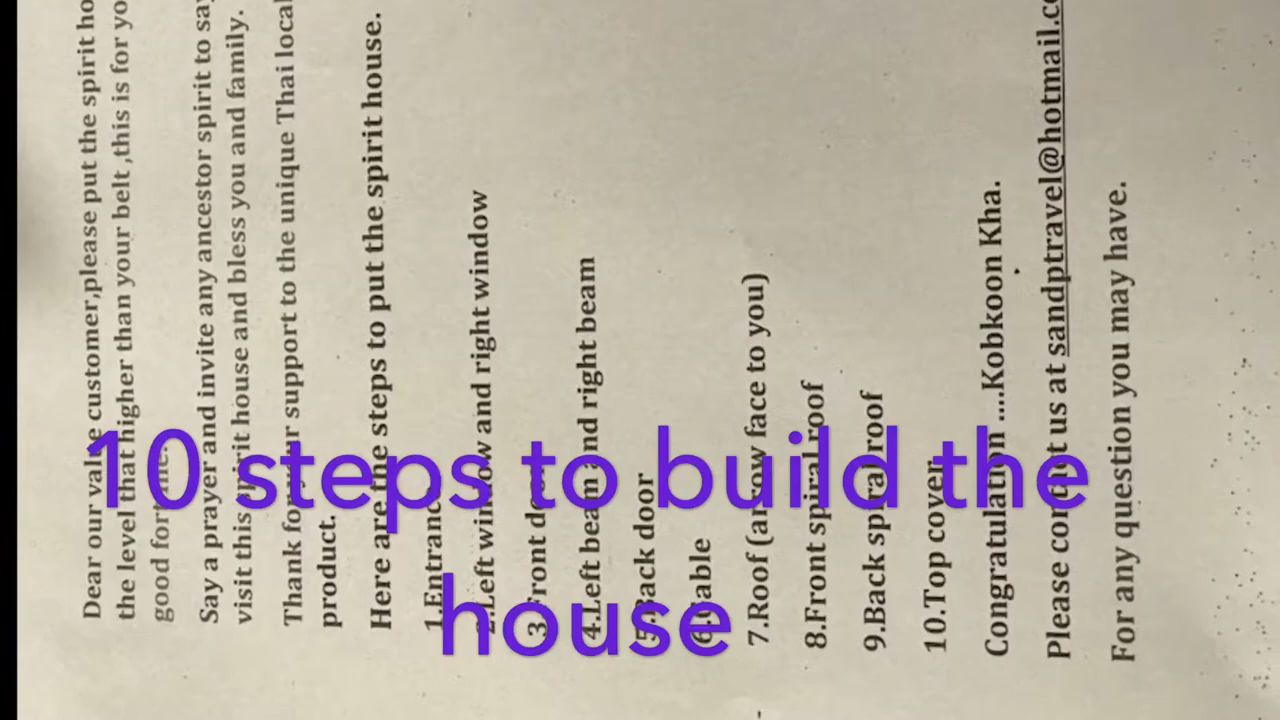 Dear our value customer,please put the spirit ho
the level that higher than your belt ,this is for yo
good fortune.
Say a prayer and invite any ancestor spirit to say
visit this spirit house and bless you and family.
Thank for your support to the unique Thai local
product.
Here are the steps to put the spirit house.
1.Entrance
2.Left window and right window
3.Front door
4.Left beam and right beam
5.Back door
6.Gable
7.Roof (arrow face to you)
8.Front spiral roof
9.Back spiral roof
10.Top cover
Congratulation ....Kobkoon Kha.
Please contact us at sandptravel@hotmail.co
For any question you may have.
10 steps to build the
house